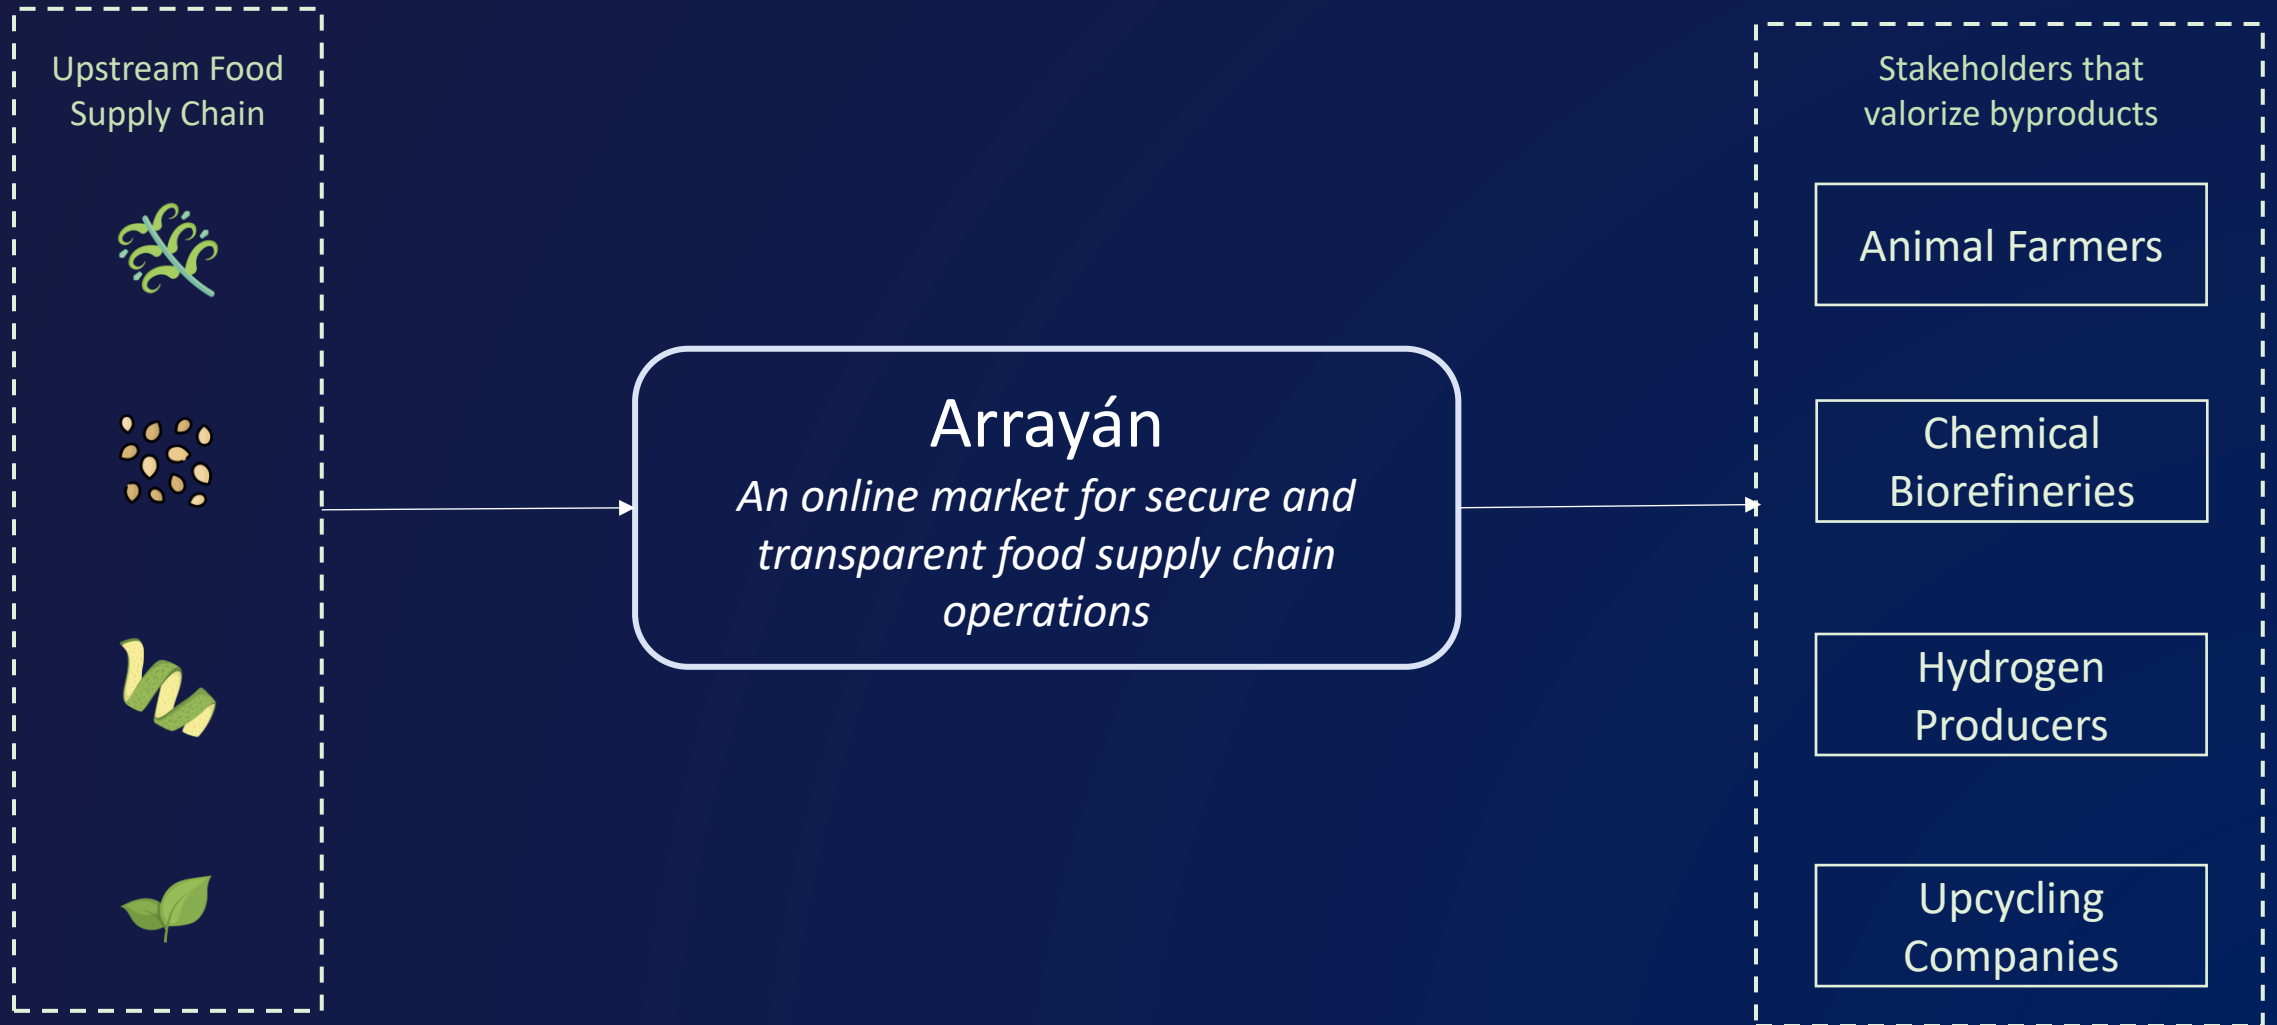 Upstream Food
Supply Chain
Arrayán
An online market for secure and
transparent food supply chain
operations
Stakeholders that
valorize byproducts
Animal Farmers
Chemical
Biorefineries
Hydrogen
Producers
Upcycling
Companies